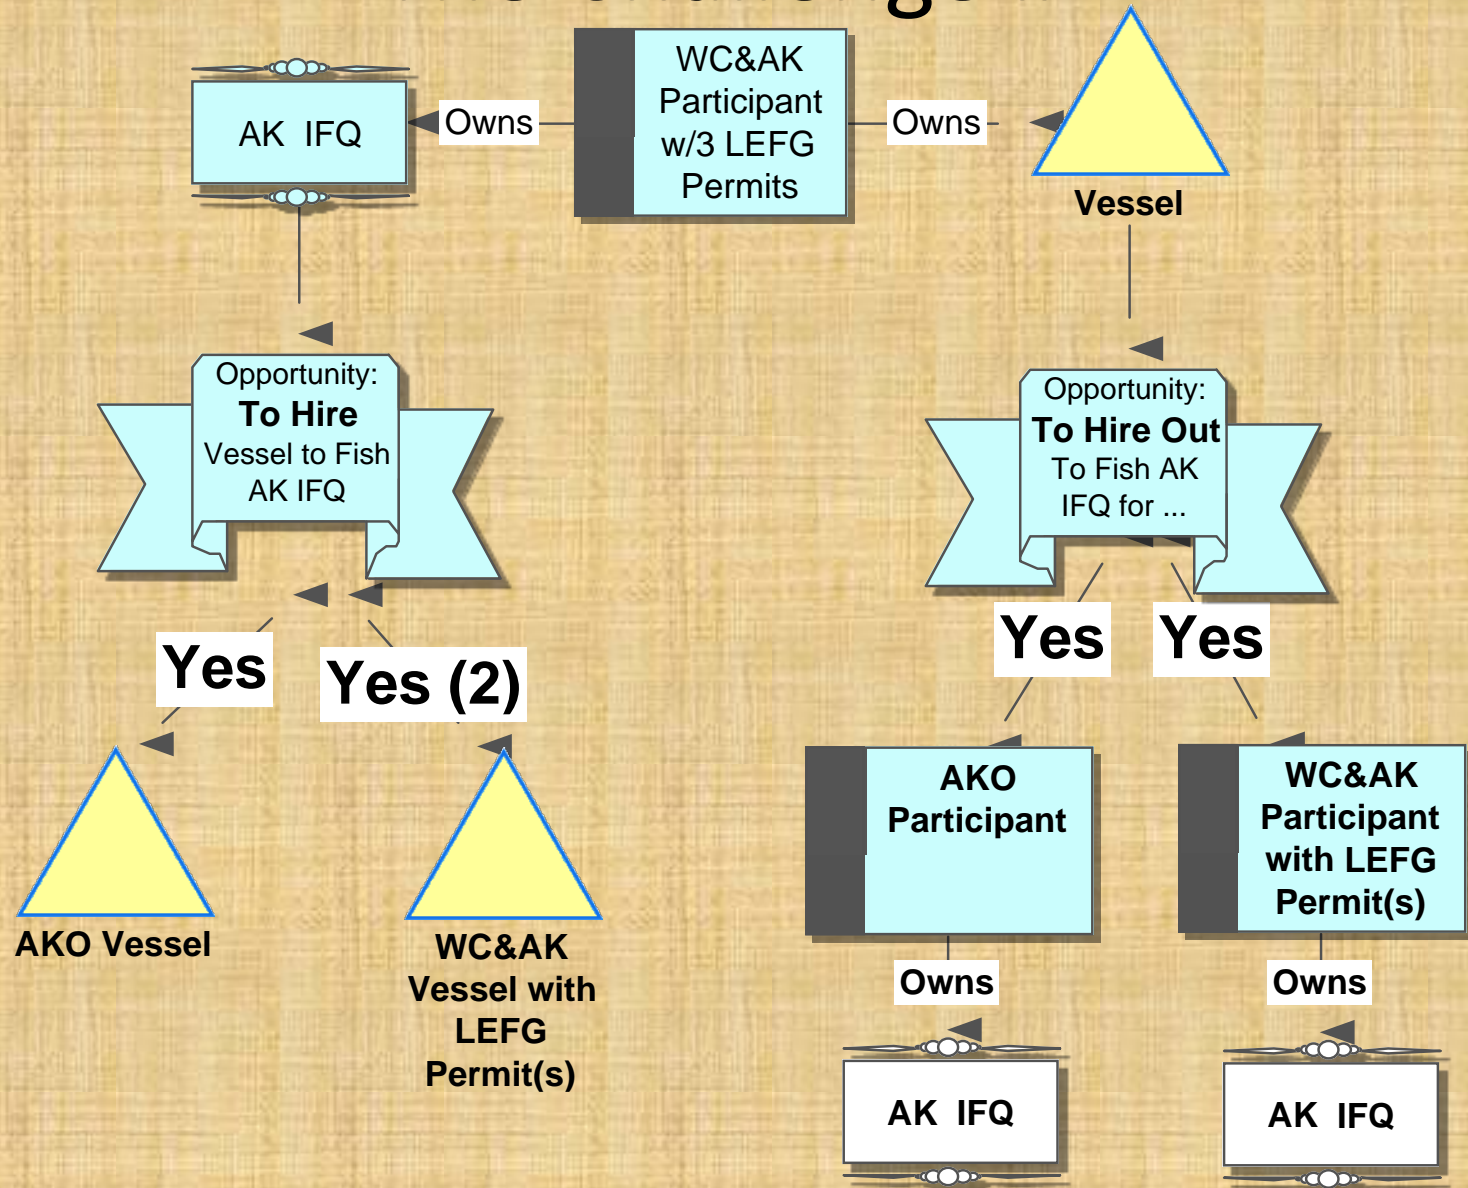 AK IFQ
Owns
WC&AK
Participant
w/3 LEFG
Permits
Owns
Vessel
Opportunity:
To Hire
Vessel to Fish
AK IFQ
Opportunity:
To Hire Out
To Fish AK
IFQ for ...
Yes
Yes (2)
Yes
Yes
AKO Vessel
WC&AK
Vessel with
LEFG
Permit(s)
AKO
Participant
WC&AK
Participant
with LEFG
Permit(s)
Owns
Owns
AK IFQ
AK IFQ